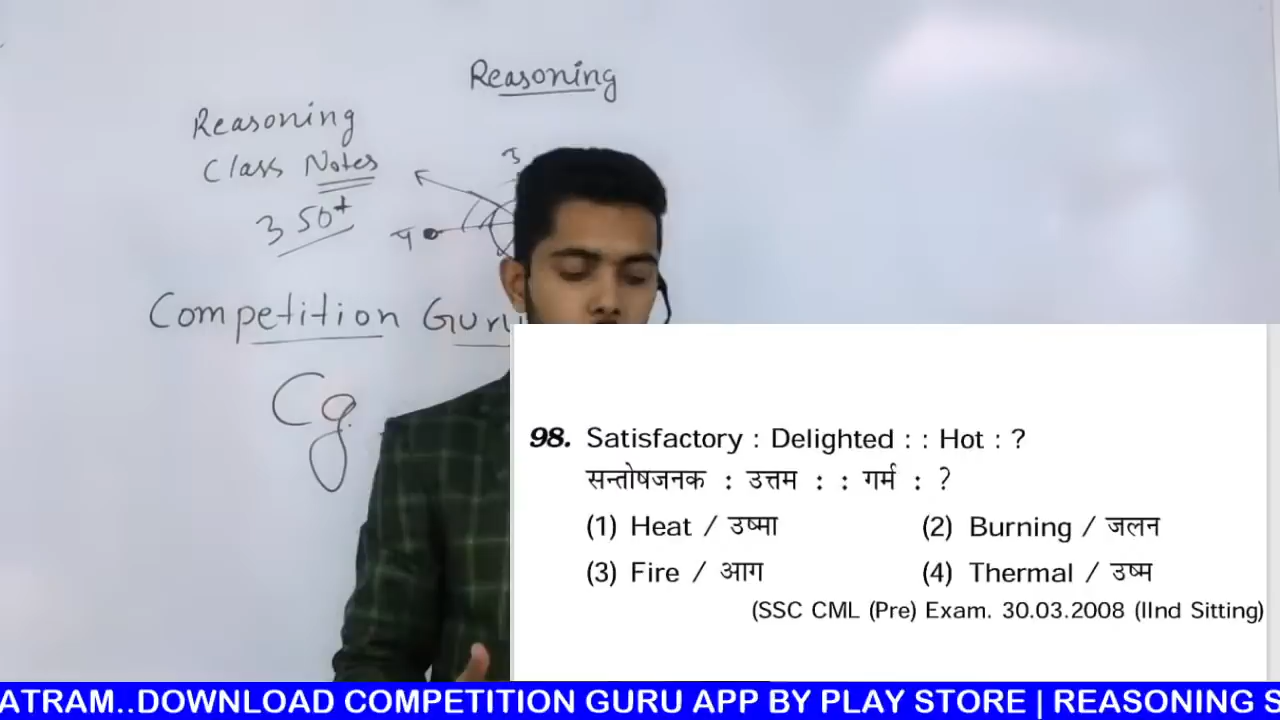 Reasoning
Reasoning
Class Notes
350+
Competition Guru
Cg
98. Satisfactory : Delighted : : Hot : ?
सन्तोषजनक : उत्तम : : गर्म : ?
(1) Heat / उष्मा (2) Burning / जलन
(3) Fire / आग (4) Thermal / उष्म
(SSC CML (Pre) Exam. 30.03.2008 (IInd Sitting)
ATRAM..DOWNLOAD COMPETITION GURU APP BY PLAY STORE | REASONING S